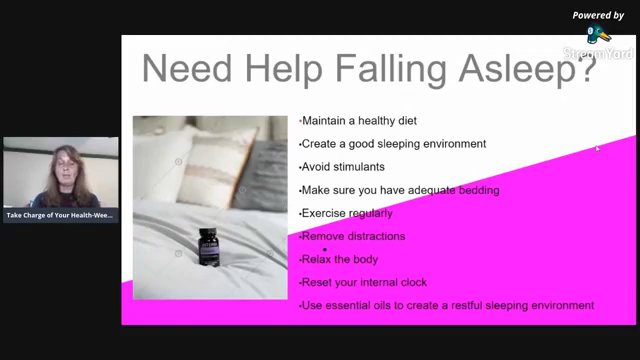 Powered by
StreamYard
Need Help Falling Asleep?
•Maintain a healthy diet
•Create a good sleeping environment
•Avoid stimulants
•Make sure you have adequate bedding
•Exercise regularly
•Remove distractions
•Relax the body
•Reset your internal clock
•Use essential oils to create a restful sleeping environment
Take Charge of Your Health-Wee...